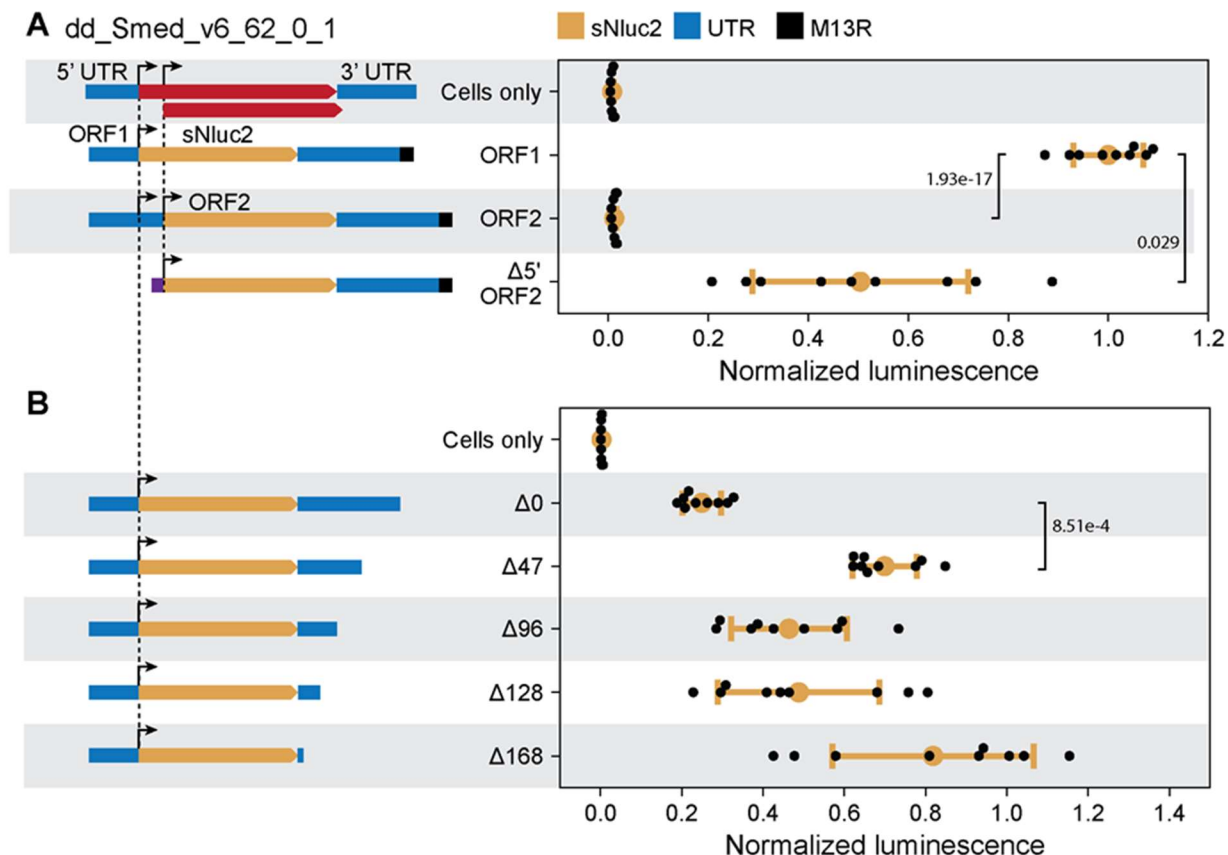 A dd_Smed_v6_62_0_1
sNluc2 UTR M13R
5' UTR 3' UTR
Cells only
ORF1 sNluc2
ORF1
1.93e-17
ORF2
ORF2
0.029
Δ5'
ORF2
0.0 0.2 0.4 0.6 0.8 1.0 1.2
Normalized luminescence
B
Cells only
Δ0
8.51e-4
Δ47
Δ96
Δ128
Δ168
0.0 0.2 0.4 0.6 0.8 1.0 1.2 1.4
Normalized luminescence